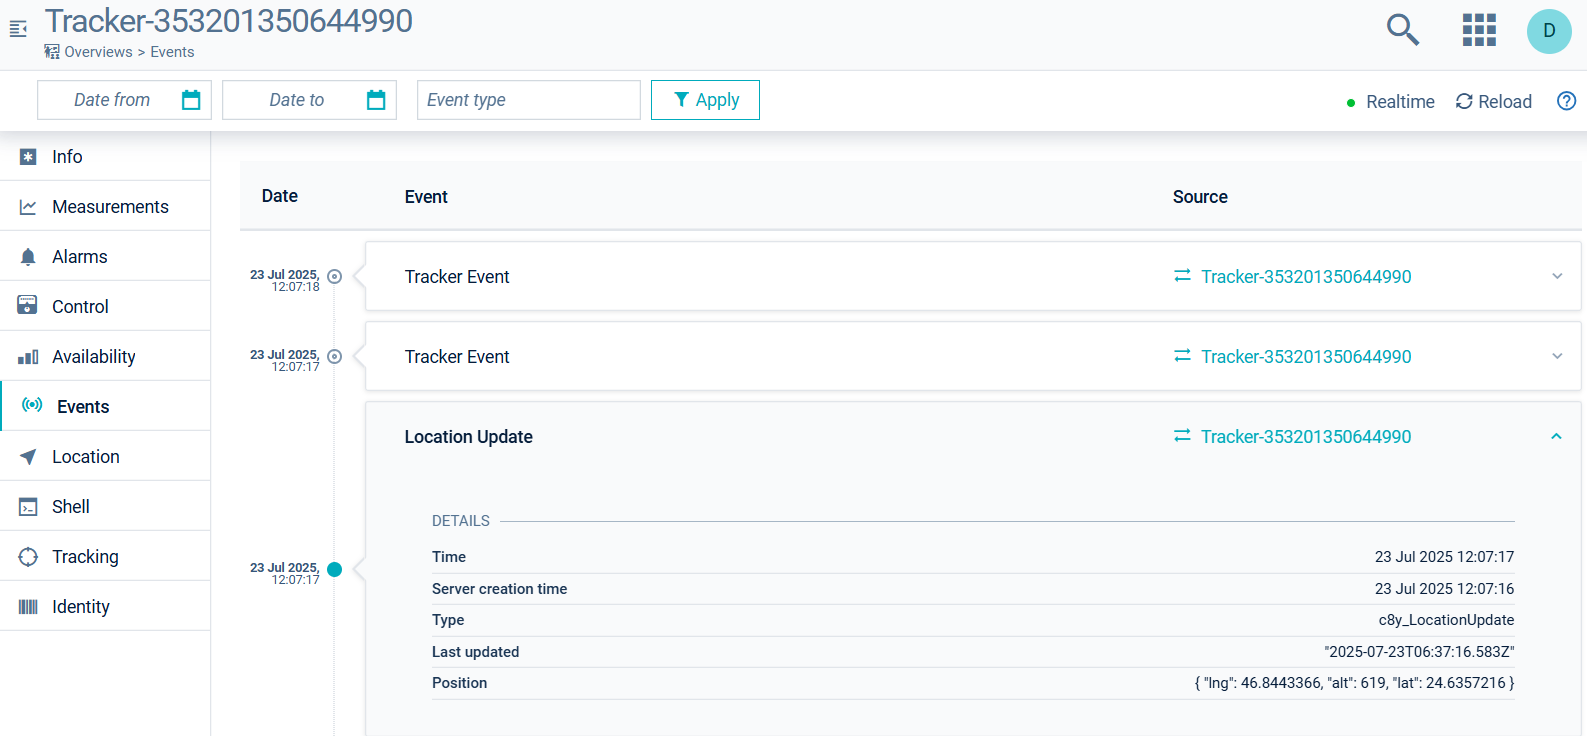 Tracker-353201350644990
Overviews > Events
D
Date from
Date to
Event type
Apply
Realtime
Reload
Info
Measurements
Alarms
Control
Availability
Events
Location
Shell
Tracking
Identity
Date Event Source
23 Jul 2025,
12:07:18
Tracker Event
Tracker-353201350644990
23 Jul 2025,
12:07:17
Tracker Event
Tracker-353201350644990
Location Update
Tracker-353201350644990
23 Jul 2025,
12:07:17
DETAILS
Time 23 Jul 2025 12:07:17
Server creation time 23 Jul 2025 12:07:16
Type c8y_LocationUpdate
Last updated "2025-07-23T06:37:16.583Z"
Position { "lng": 46.8443366, "alt": 619, "lat": 24.6357216 }